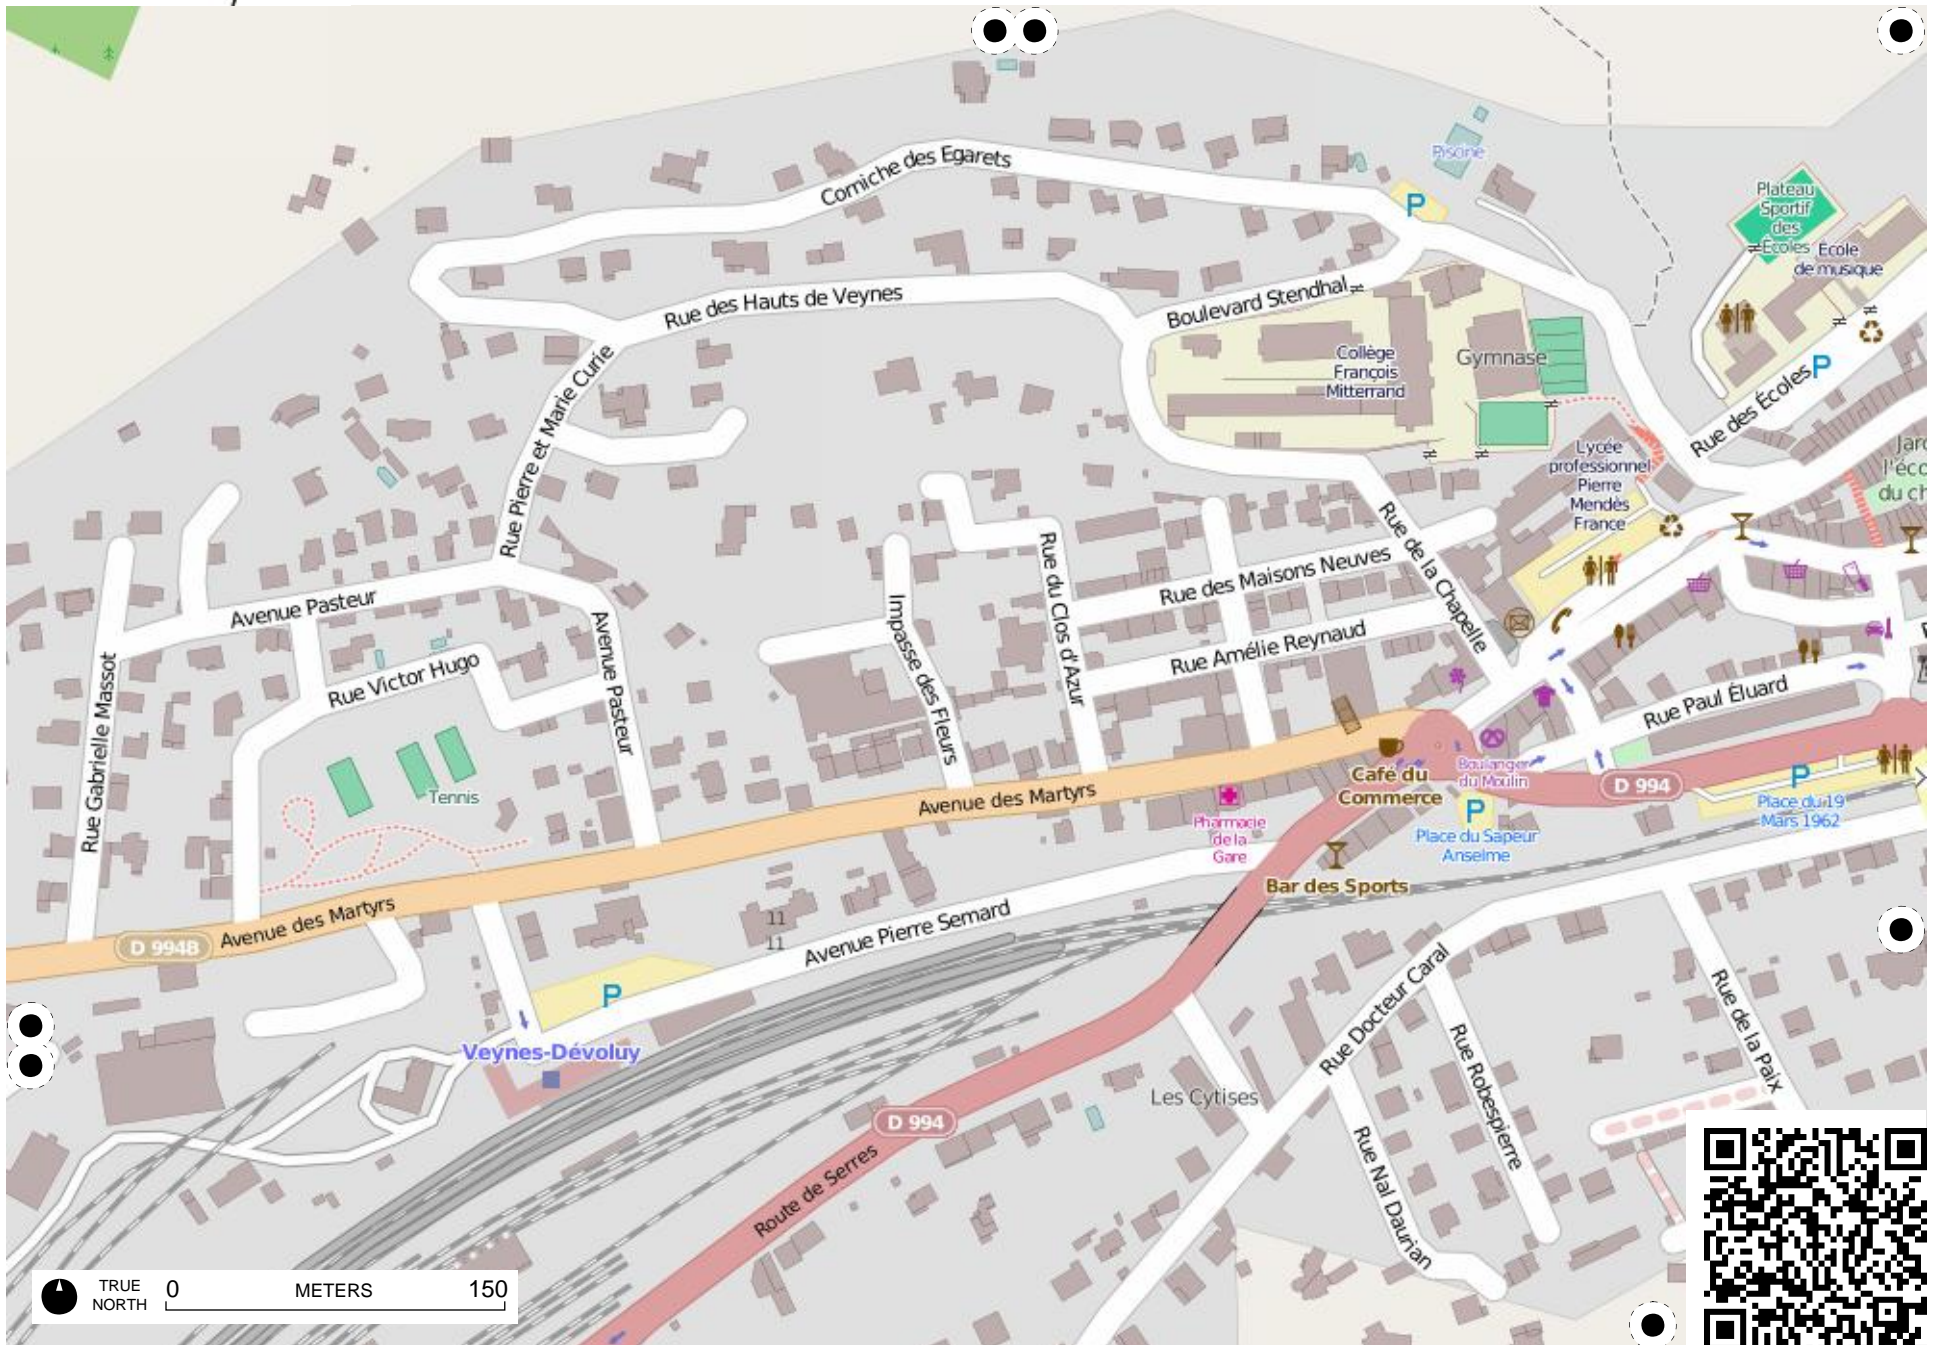 Corniche des Egarets
P
Piscine
Plateau
Sportif
des
Écoles
École
de musique
Rue des Hauts de Veynes
Boulevard Stendhal
Collège
François
Mitterrand
Gymnase
P
Rue des Écoles
Rue Pierre et Marie Curie
Lycée
professionnel
Pierre
Mendès
France
Rue de la Chapelle
Rue des Maisons Neuves
Rue du Clos d'Azur
Impasse des Fleurs
Avenue Pasteur
Avenue Pasteur
Rue Amélie Reynaud
Rue Victor Hugo
Rue Gabrielle Massot
Rue Paul Éluard
Tennis
Café du
Commerce
Boulanger
du Moulin
D 994
P
Place du 19
Mars 1962
P
Place du Sapeur
Anselme
Avenue des Martyrs
Pharmacie
de la
Gare
Bar des Sports
Avenue des Martyrs
D 994B
11
11
Avenue Pierre Semard
P
Veynes-Dévoluy
Rue Docteur Caral
Rue de la Paix
Rue Robespierre
Les Cytises
D 994
Rue Nal Daurian
Route de Serres
TRUE
NORTH
0 METERS 150